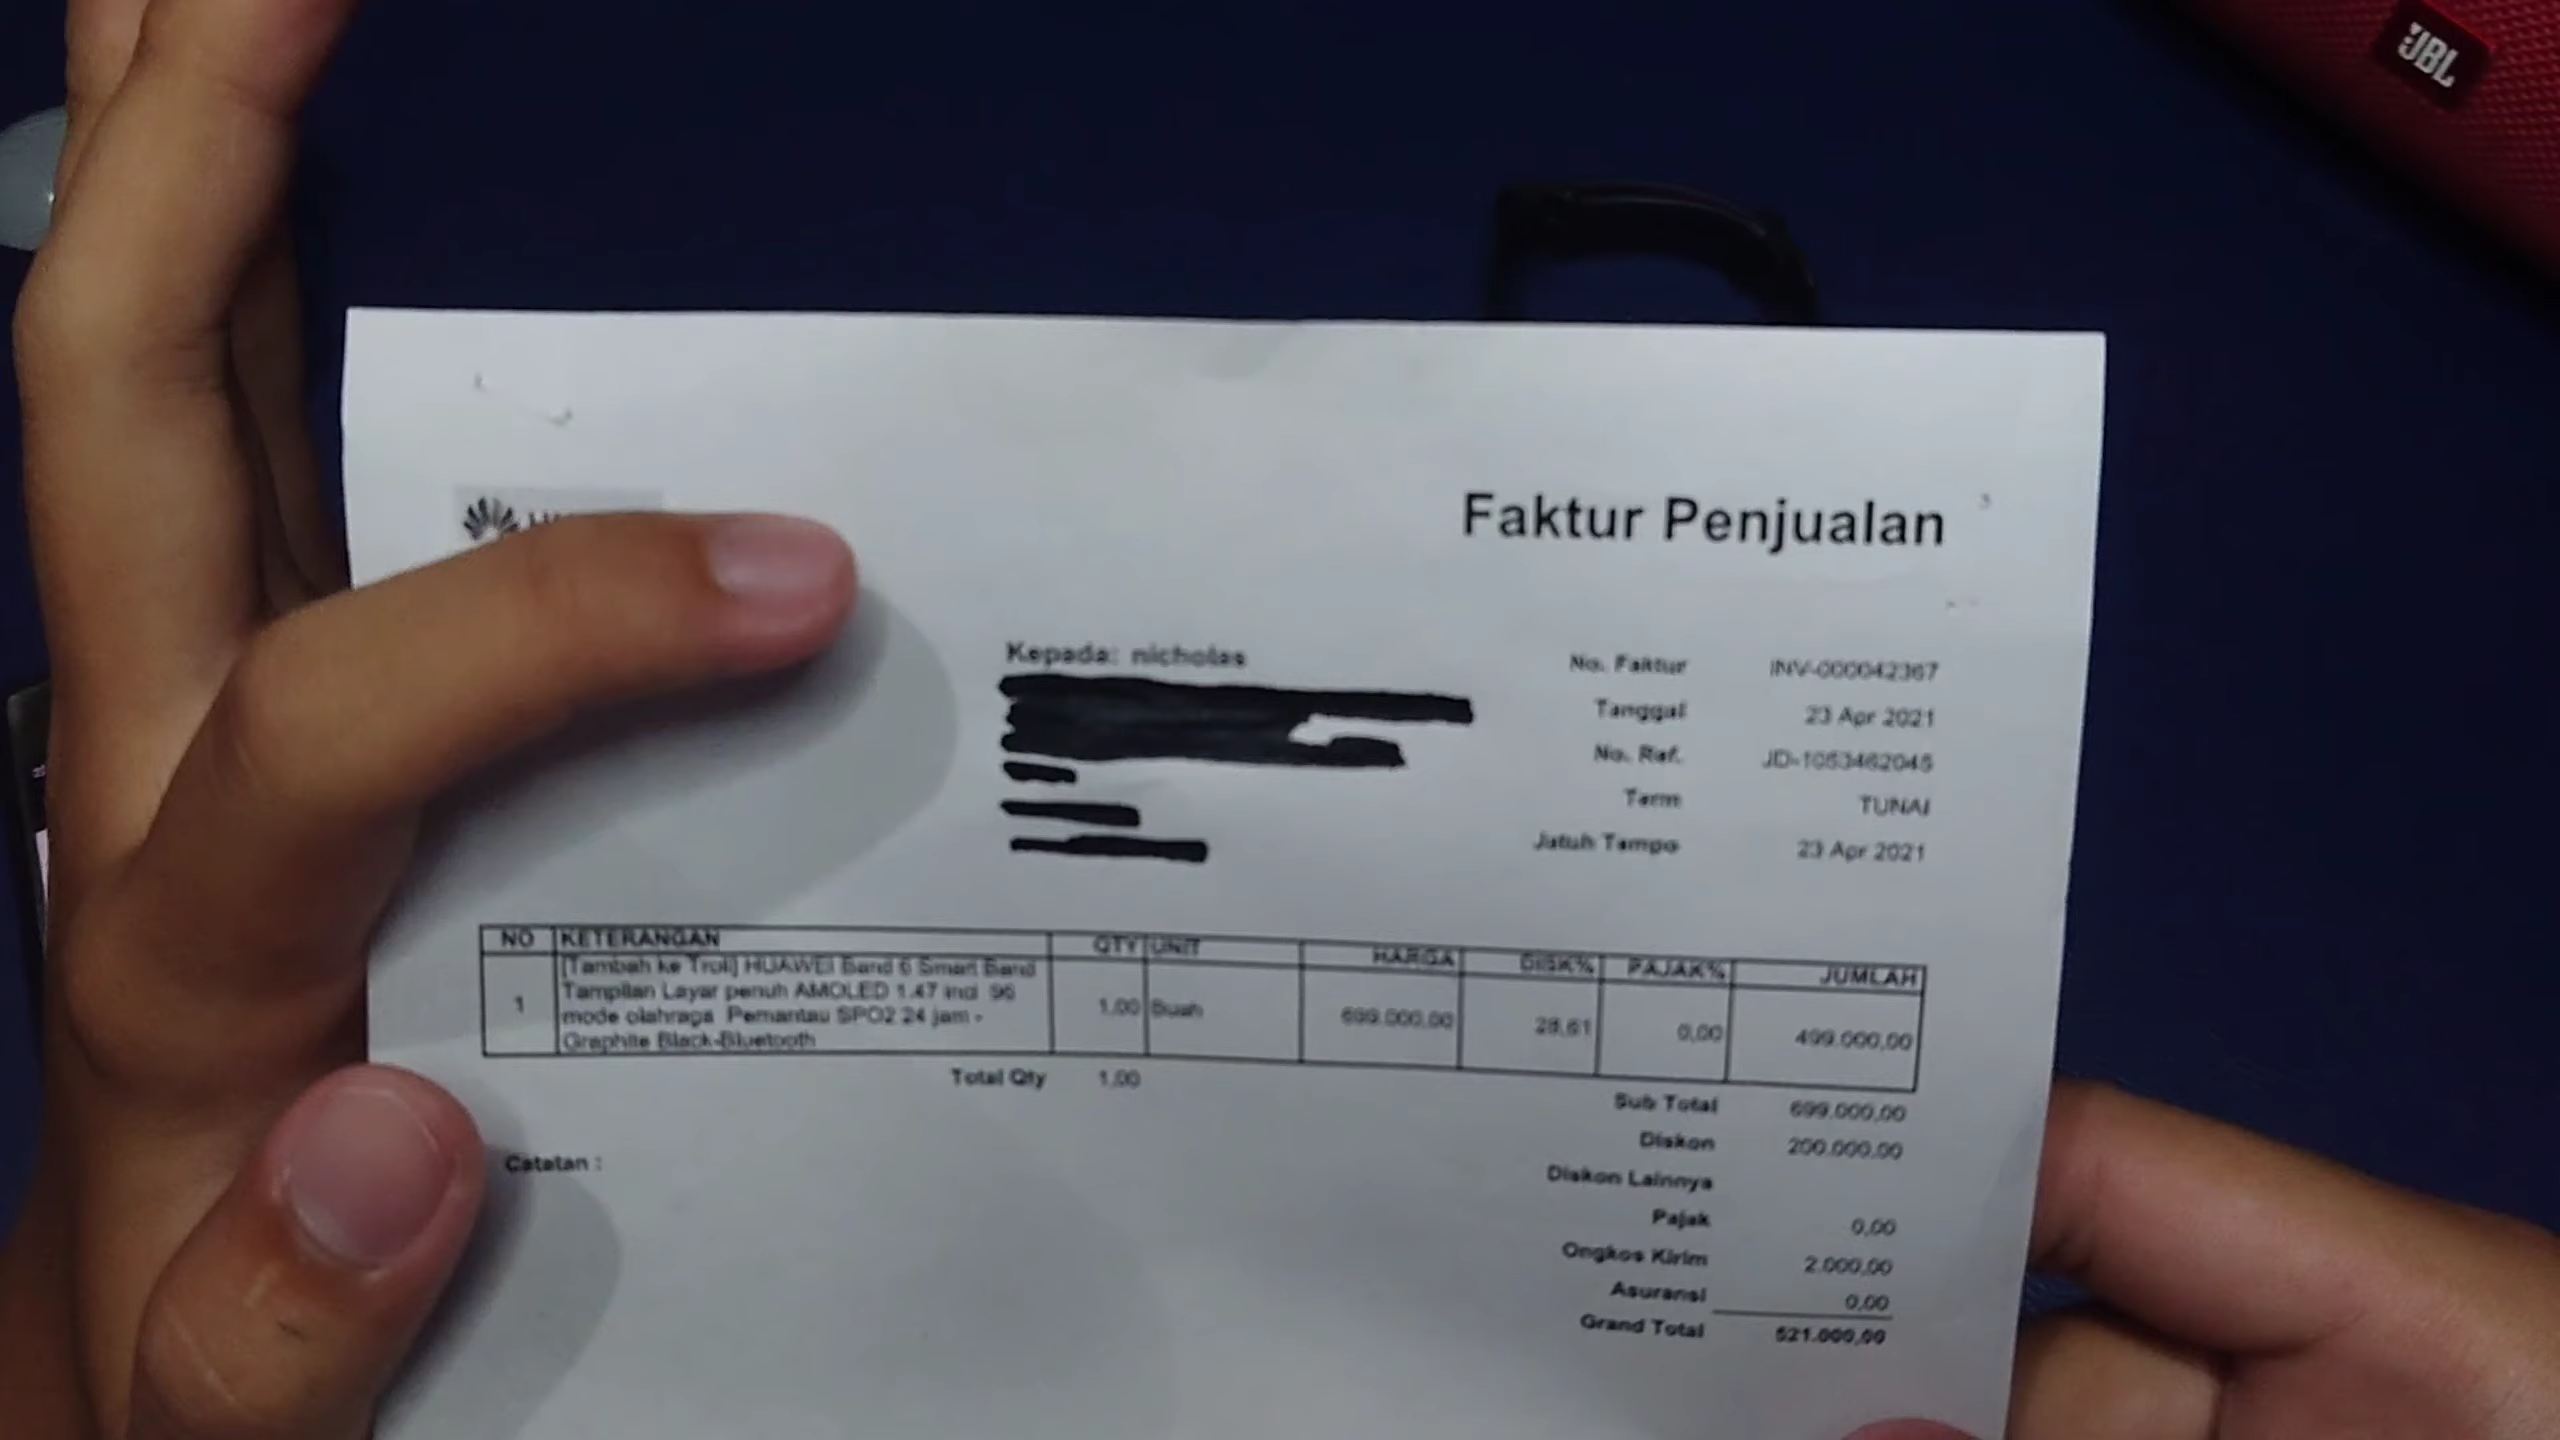 JBL
Faktur Penjualan
Kepada: nicholas
No. Faktur INV-000042367
Tanggal 23 Apr 2021
No. Ref. JD-1053462045
Term TUNAI
Jatuh Tempo 23 Apr 2021
NO KETERANGAN QTY UNIT HARGA DISK% PAJAK% JUMLAH
[Tambah ke Troli] HUAWEI Band 6 Smart Band
Tampilan Layar penuh AMOLED 1.47 inci 96
mode olahraga Pemantau SPO2 24 jam -
Graphite Black-Bluetooth
1 1,00 Buah 699.000,00 28,61 0,00 499.000,00
Total Qty 1,00
Sub Total 699.000,00
Diskon 200.000,00
Diskon Lainnya
Pajak 0,00
Ongkos Kirim 2.000,00
Asuransi 0,00
Grand Total 521.000,00
Catatan :